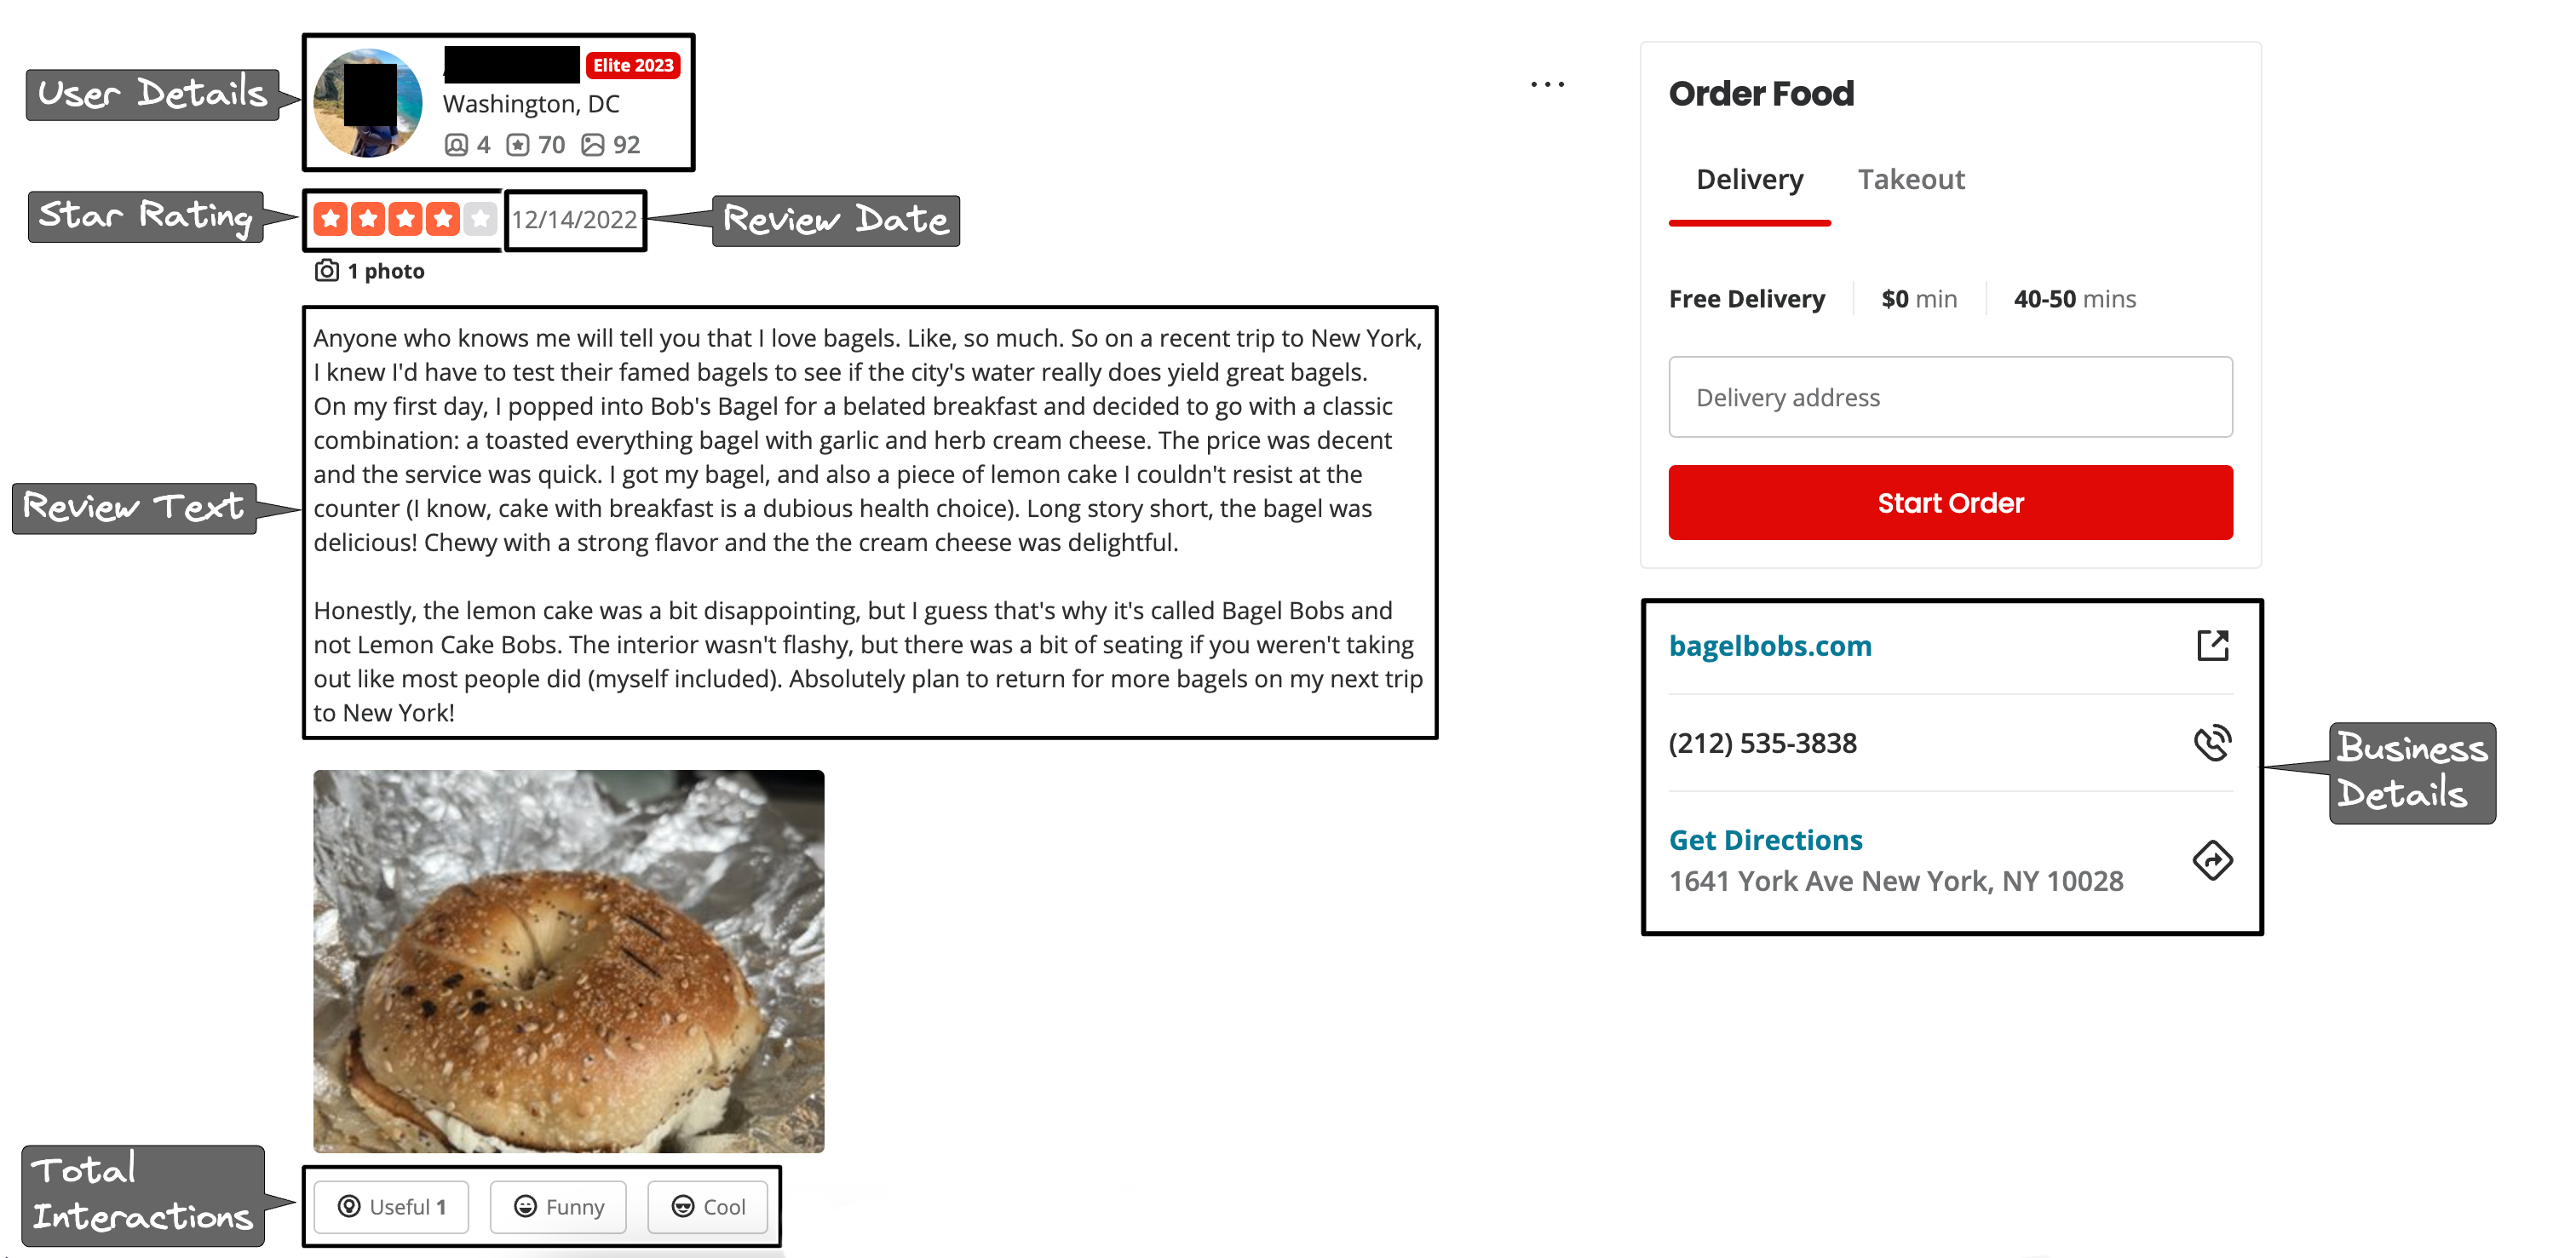 User Details
Elite 2023
Washington, DC
4 70 92
Star Rating
12/14/2022
Review Date
1 photo
Review Text
Anyone who knows me will tell you that I love bagels. Like, so much. So on a recent trip to New York,
I knew I'd have to test their famed bagels to see if the city's water really does yield great bagels.
On my first day, I popped into Bob's Bagel for a belated breakfast and decided to go with a classic
combination: a toasted everything bagel with garlic and herb cream cheese. The price was decent
and the service was quick. I got my bagel, and also a piece of lemon cake I couldn't resist at the
counter (I know, cake with breakfast is a dubious health choice). Long story short, the bagel was
delicious! Chewy with a strong flavor and the the cream cheese was delightful.
Honestly, the lemon cake was a bit disappointing, but I guess that's why it's called Bagel Bobs and
not Lemon Cake Bobs. The interior wasn't flashy, but there was a bit of seating if you weren't taking
out like most people did (myself included). Absolutely plan to return for more bagels on my next trip
to New York!
Total
Interactions
Useful 1
Funny
Cool
...
Order Food
Delivery Takeout
Free Delivery $0 min 40-50 mins
Delivery address
Start Order
bagelbobs.com
(212) 535-3838
Get Directions
1641 York Ave New York, NY 10028
Business
Details